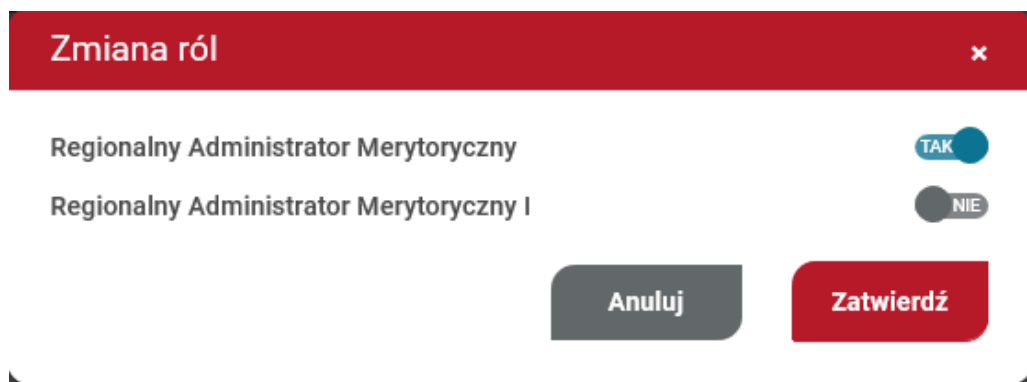 Zmiana ról
Regionalny Administrator Merytoryczny TAK
Regionalny Administrator Merytoryczny I NIE
Anuluj Zatwierdź